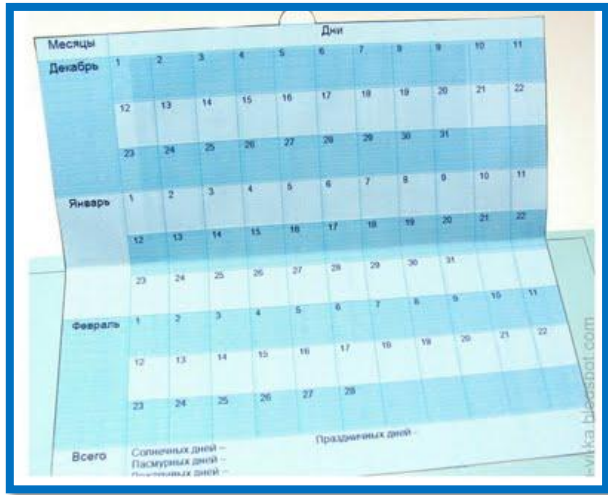 Месяцы Дни
Декабрь 1 2 3 4 5 6 7 8 9 10 11
12 13 14 15 16 17 18 19 20 21 22
23 24 25 26 27 28 29 30 31
Январь 1 2 3 4 5 6 7 8 9 10 11
12 13 14 15 16 17 18 19 20 21 22
23 24 25 26 27 28 29 30 31
Февраль 1 2 3 4 5 6 7 8 9 10 11
12 13 14 15 16 17 18 19 20 21 22
23 24 25 26 27 28
Всего Солнечных дней – Праздничных дней -
Пасмурных дней –
дней –